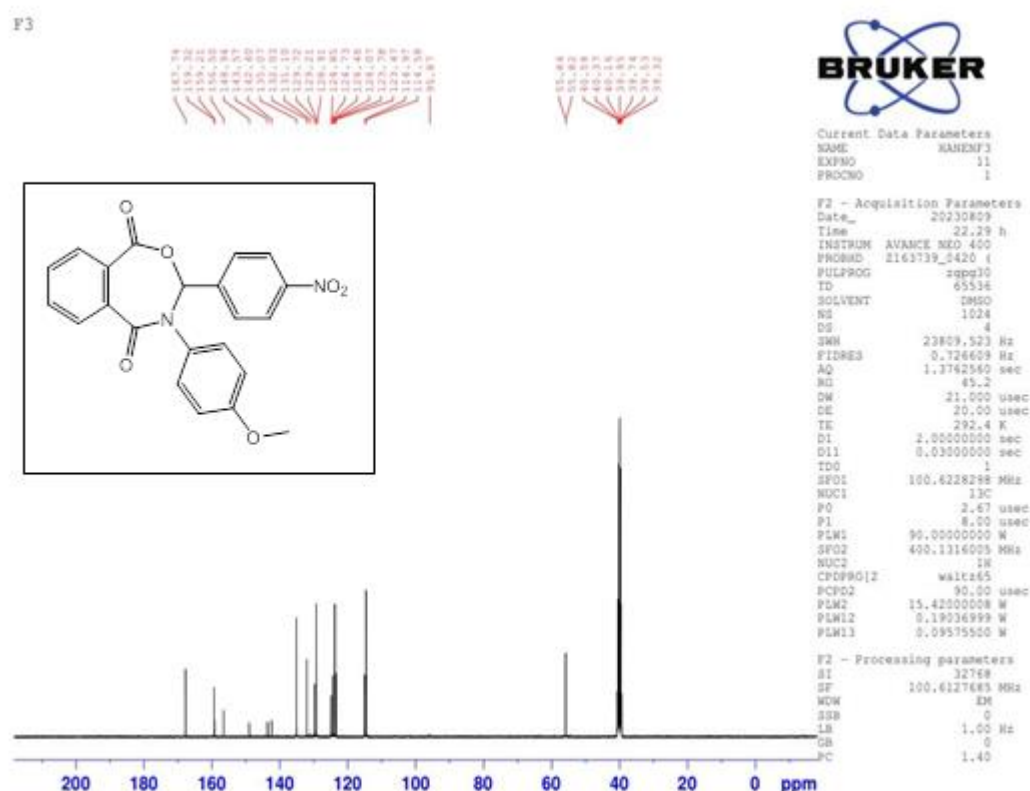 F3
BRUKER
Current Data Parameters
NAME HANENF3
EXPNO 11
PROCNO 1
F2 - Acquisition Parameters
Date_ 20230809
Time 22.29 h
INSTRUM AVANCE NEO 400
PROBHD Z163739_0420 (
PULPROG zgpg30
TD 65536
SOLVENT DMSO
NS 1024
DS 4
SWH 23809.523 Hz
FIDRES 0.726609 Hz
AQ 1.3762560 sec
RG 45.2
DW 21.000 usec
DE 20.00 usec
TE 292.4 K
D1 2.00000000 sec
D11 0.03000000 sec
TD0 1
SFO1 100.6228298 MHz
NUC1 13C
P0 2.67 usec
P1 8.00 usec
PLW1 90.00000000 W
SFO2 400.1316005 MHz
NUC2 1H
CPDPRG[2 waltz65
PCPD2 90.00 usec
PLW2 15.42000008 W
PLW12 0.19036999 W
PLW13 0.09575500 W
F2 - Processing parameters
SI 32768
SF 100.6127685 MHz
WDW EM
SSB 0
LB 1.00 Hz
GB 0
PC 1.40
O
O
NO2
N
O
O
200 180 160 140 120 100 80 60 40 20 0 ppm